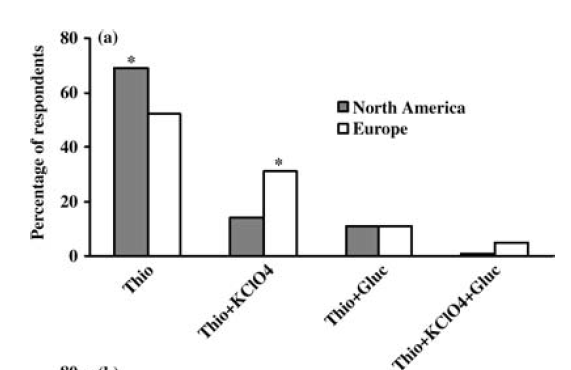 (a)
80
60
40
20
0
Percentage of respondents
*
*
North America
Europe
Thio
Thio+KClO4
Thio+Gluc
Thio+KClO4+Gluc
80
(b)